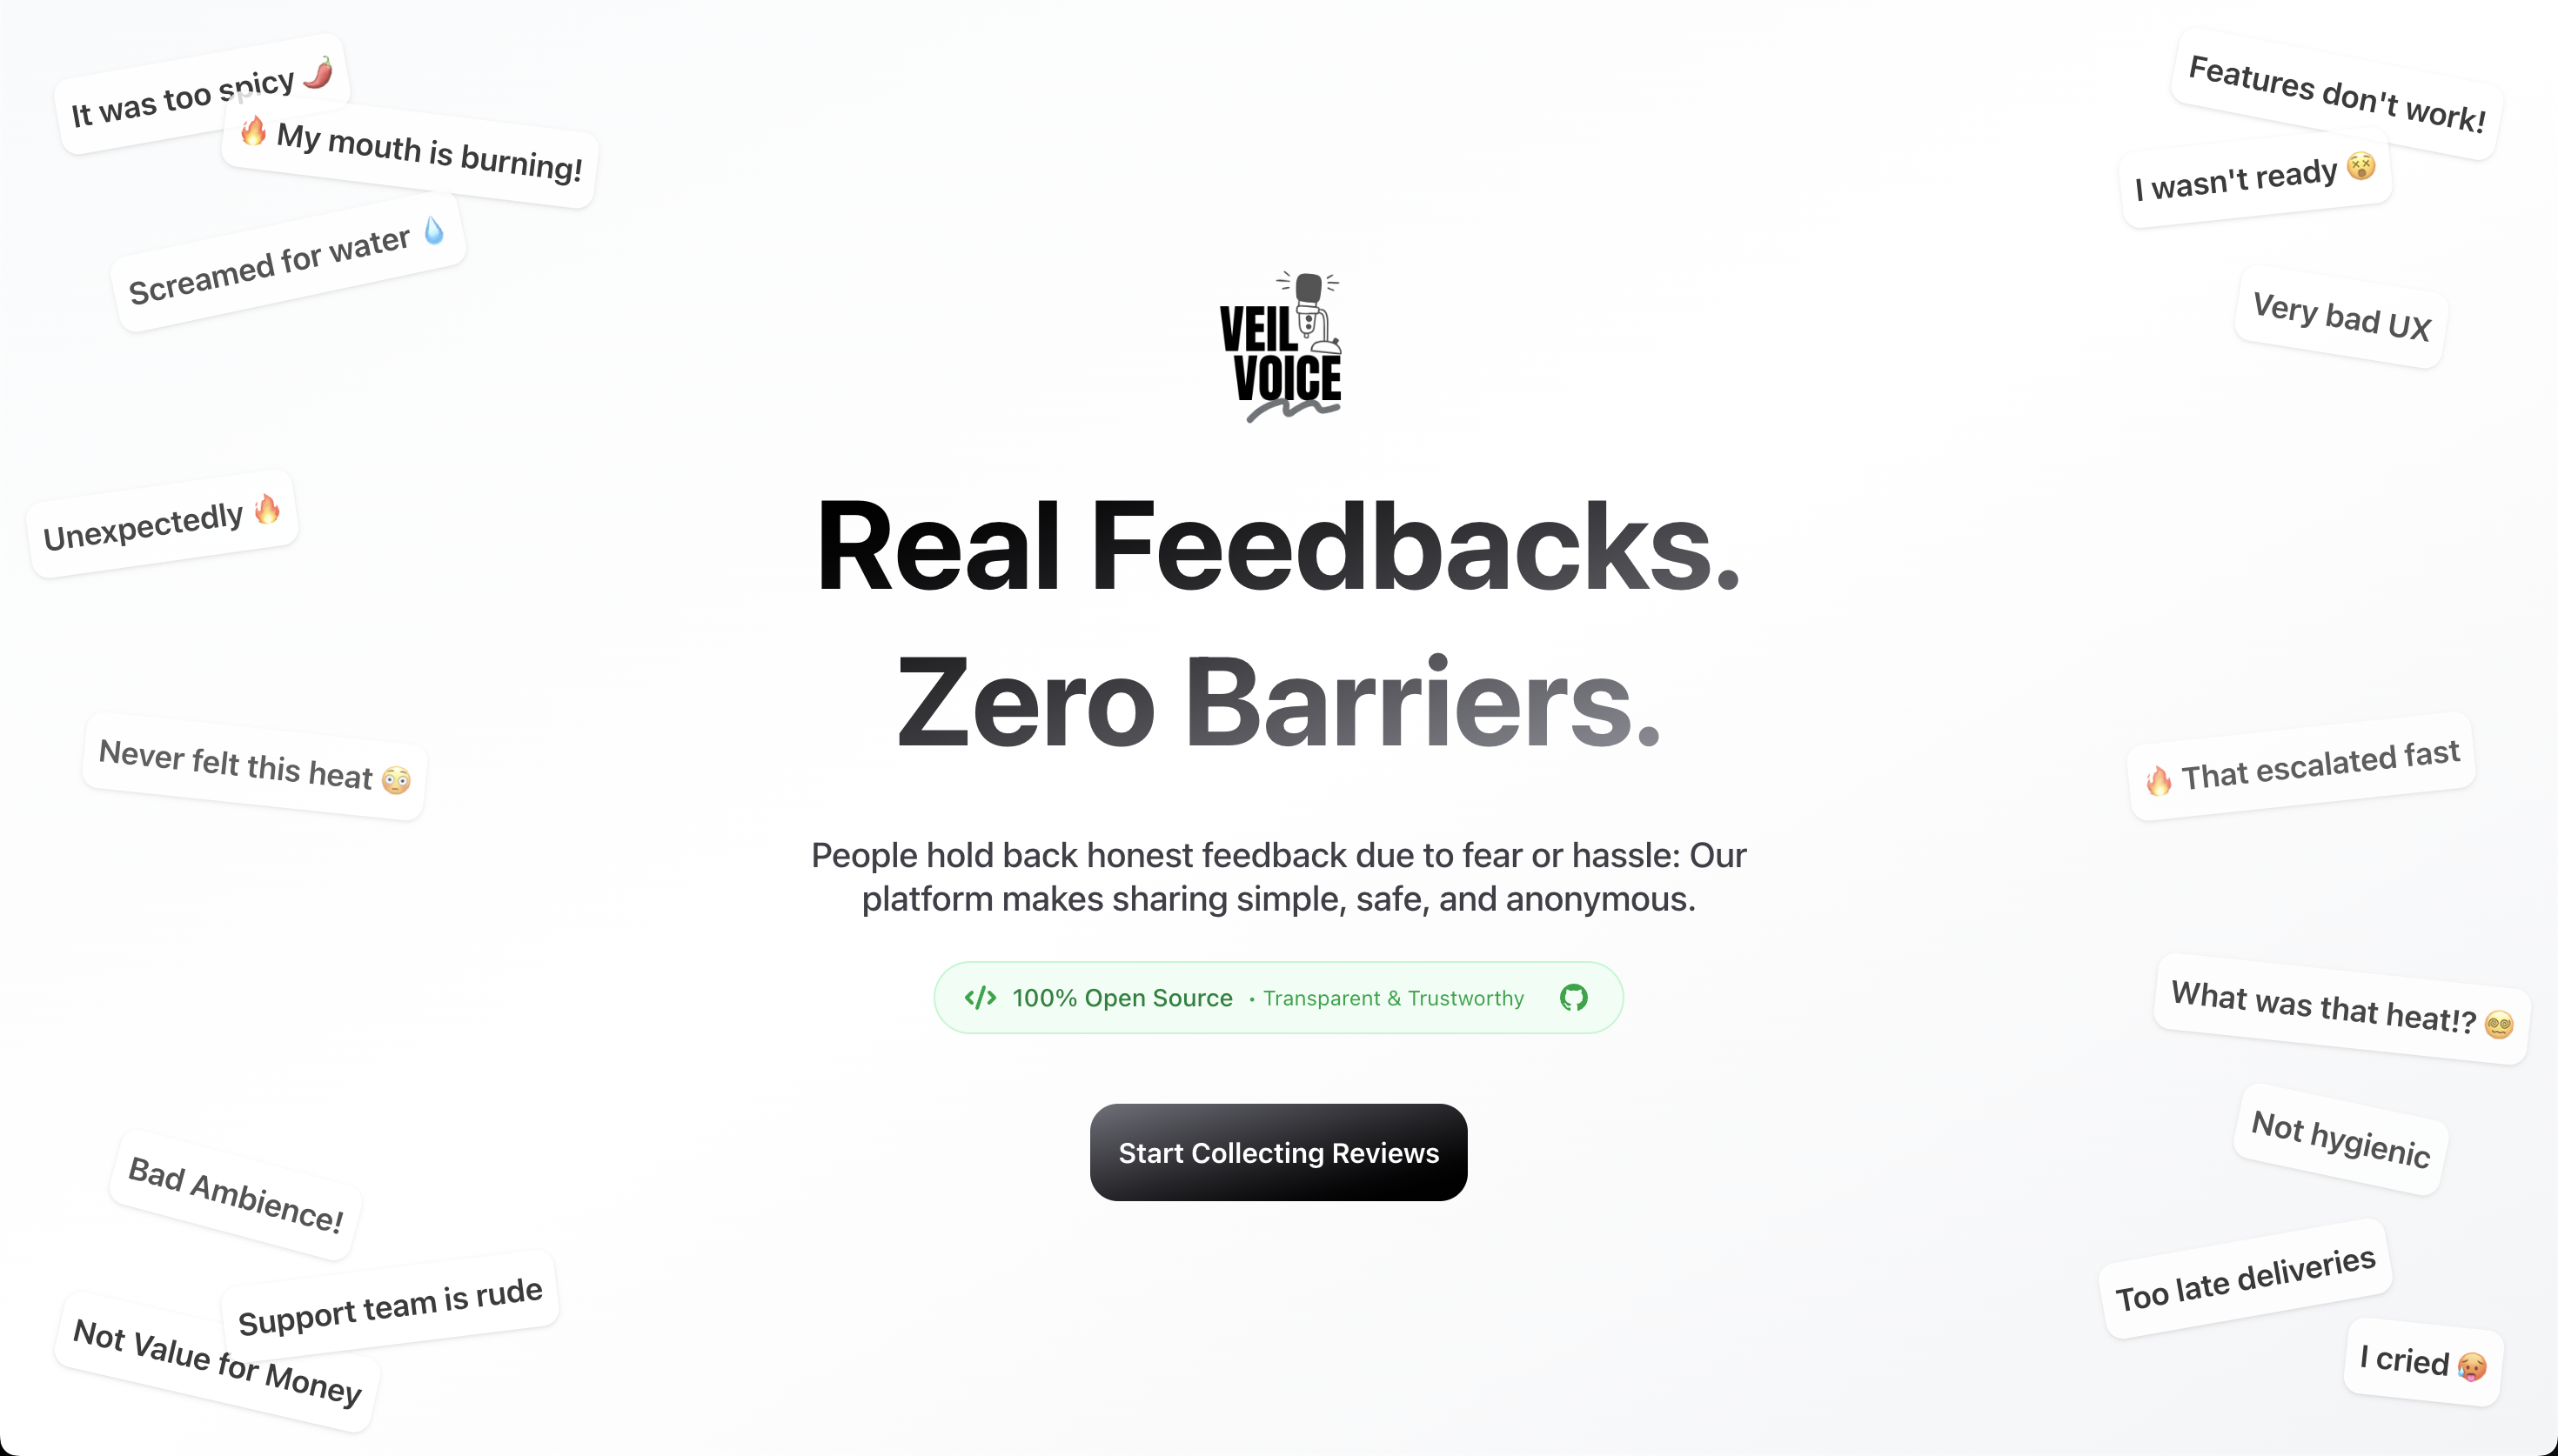 It was too spicy 🌶️
🔥 My mouth is burning!
Screamed for water 💧
Unexpectedly 🔥
Never felt this heat 😳
Bad Ambience!
Support team is rude
Not Value for Money
VEIL
VOICE
Real Feedbacks.
Zero Barriers.
People hold back honest feedback due to fear or hassle: Our
platform makes sharing simple, safe, and anonymous.
</> 100% Open Source • Transparent & Trustworthy
Start Collecting Reviews
Features don't work!
I wasn't ready 😵
Very bad UX
🔥 That escalated fast
What was that heat!? 😵‍💫
Not hygienic
Too late deliveries
I cried 🥵